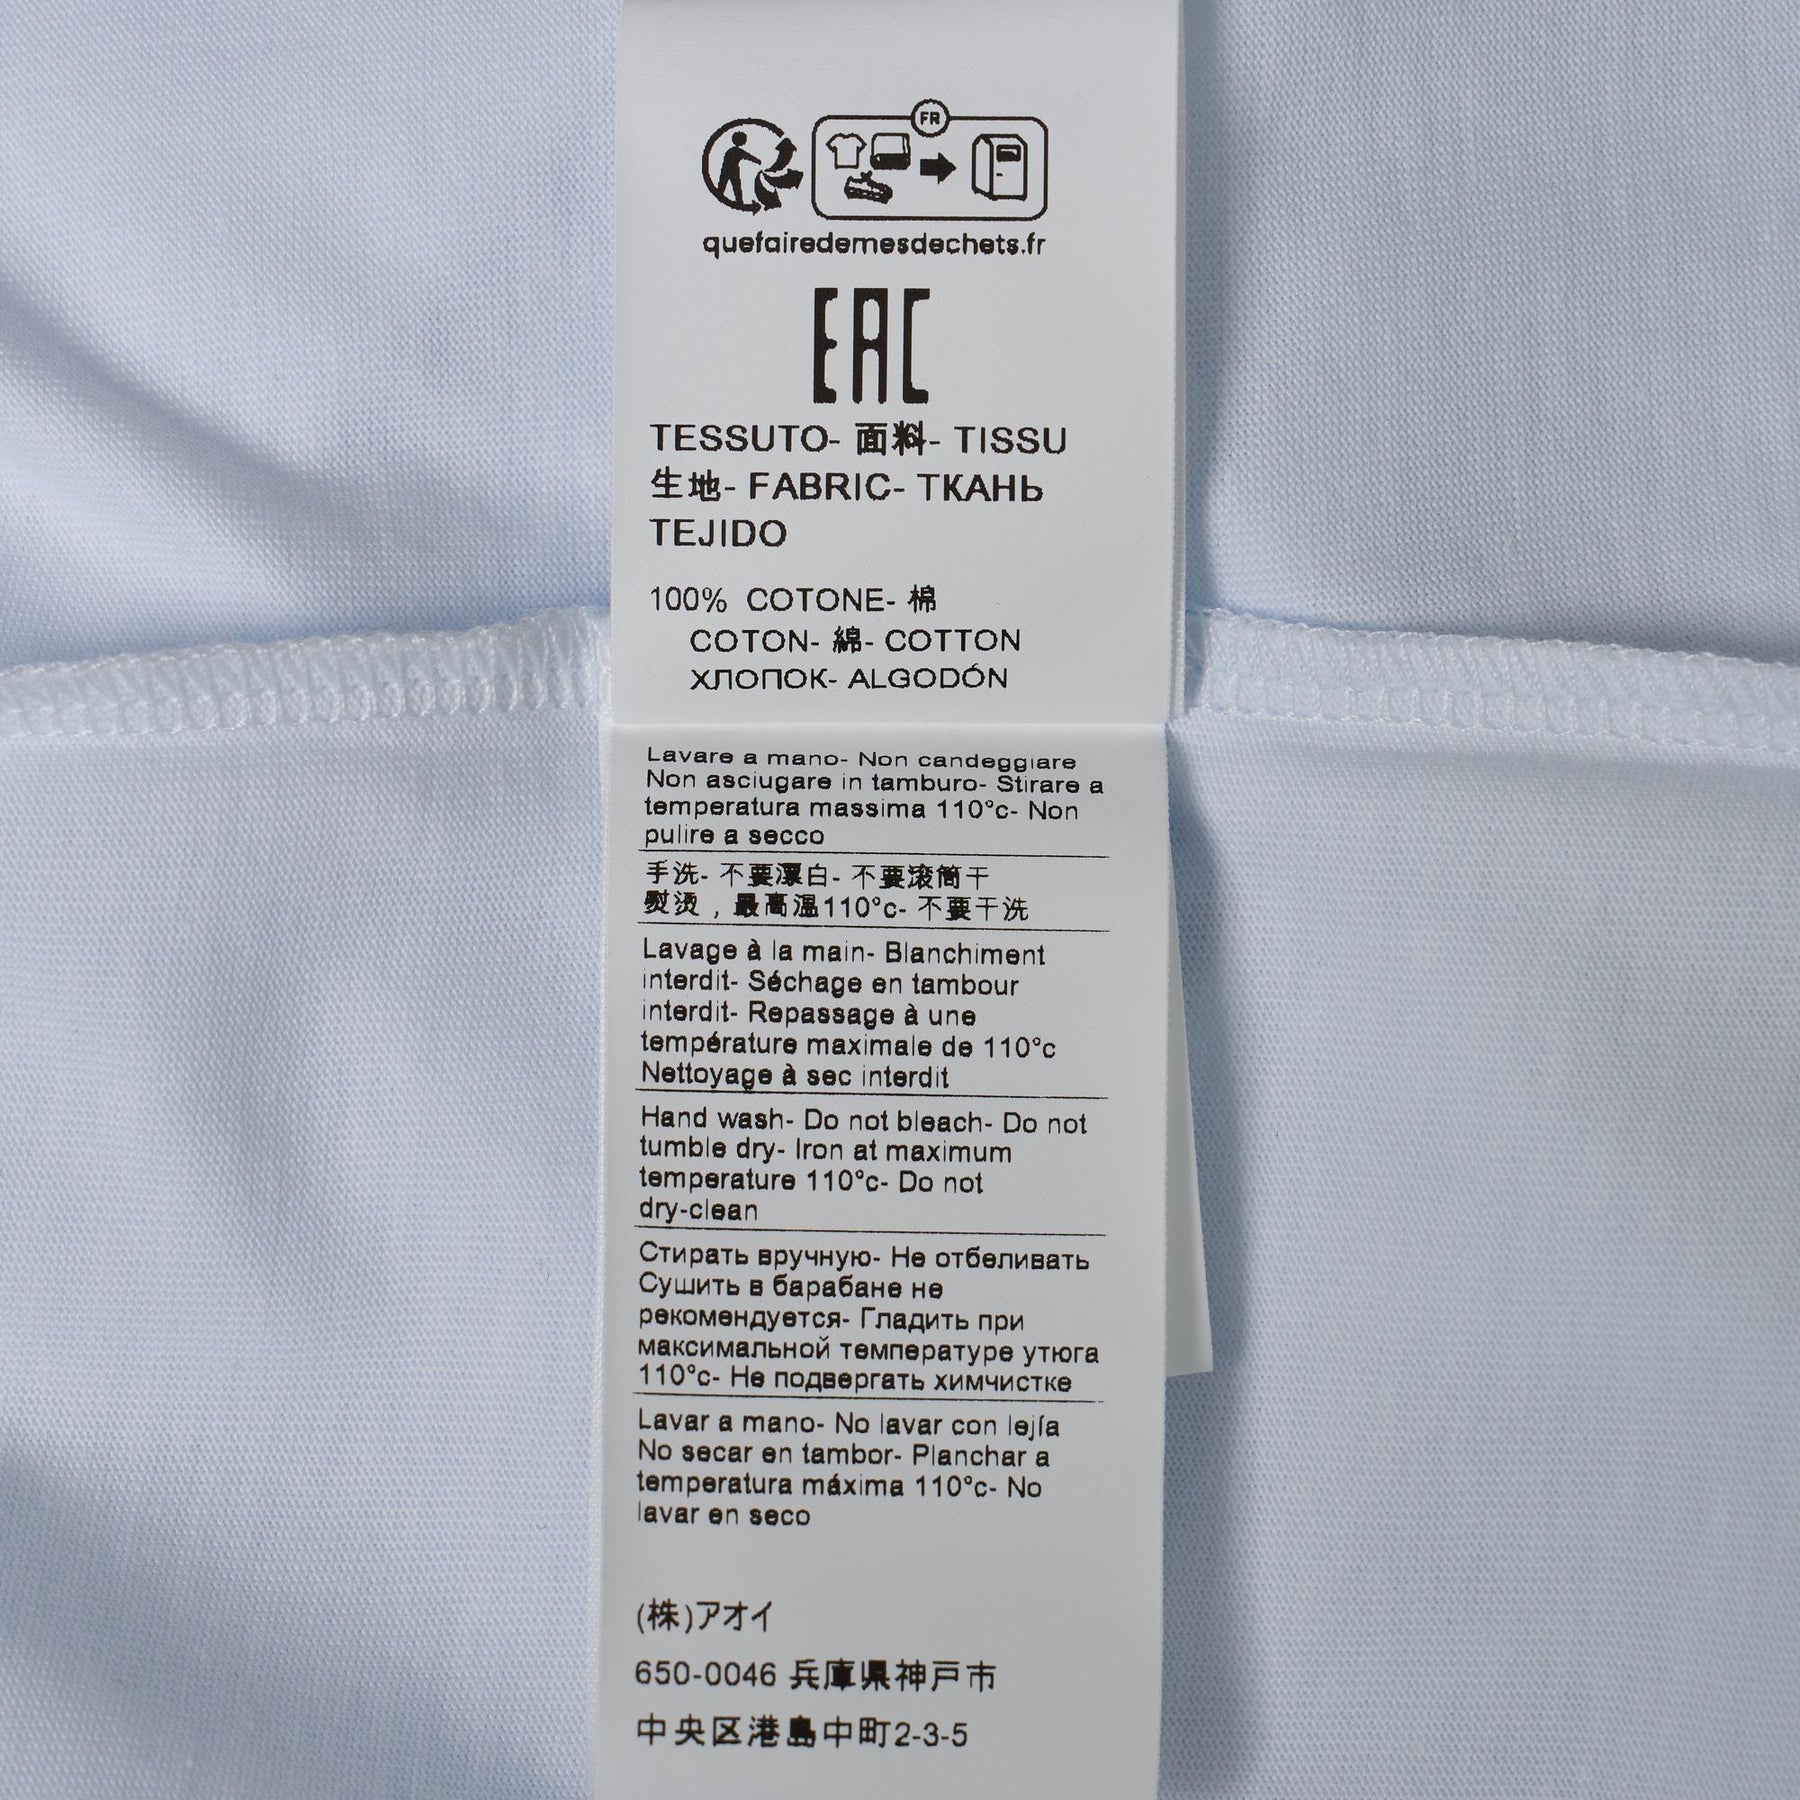 FR
quefairedemesdechets.fr
EAC
TESSUTO- 面料- TISSU
生地- FABRIC- ТКАНЬ
TEJIDO
100% COTONE- 棉
COTON- 綿- COTTON
ХЛОПОК- ALGODÓN
Lavare a mano- Non candeggiare
Non asciugare in tamburo- Stirare a
temperatura massima 110°c- Non
pulire a secco
手洗- 不要漂白- 不要滚筒干
熨烫，最高温110°c- 不要干洗
Lavage à la main- Blanchiment
interdit- Séchage en tambour
interdit- Repassage à une
température maximale de 110°c
Nettoyage à sec interdit
Hand wash- Do not bleach- Do not
tumble dry- Iron at maximum
temperature 110°c- Do not
dry-clean
Стирать вручную- Не отбеливать
Сушить в барабане не
рекомендуется- Гладить при
максимальной температуре утюга
110°c- Не подвергать химчистке
Lavar a mano- No lavar con lejía
No secar en tambor- Planchar a
temperatura máxima 110°c- No
lavar en seco
(株)アオイ
650-0046 兵庫県神戸市
中央区港島中町2-3-5